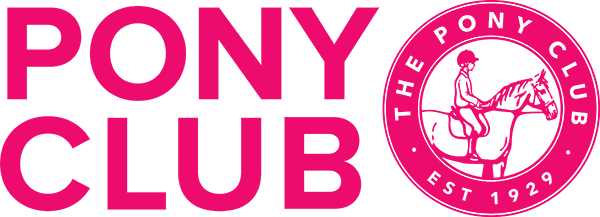 PONY
CLUB
· THE PONY CLUB ·
EST 1929